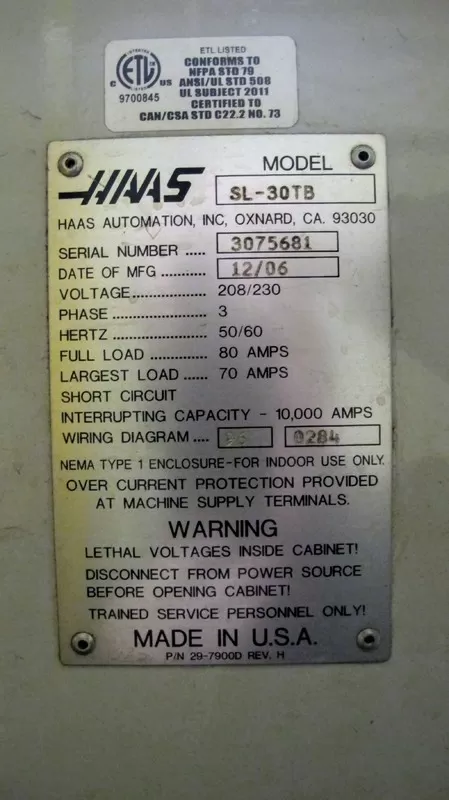 ETL LISTED
CONFORMS TO
NFPA STD 79
ANSI/UL STD 508
UL SUBJECT 2011
CERTIFIED TO
CAN/CSA STD C22.2 NO. 73
ETL
C US
9700845
HAAS
MODEL
SL-30TB
HAAS AUTOMATION, INC, OXNARD, CA. 93030
SERIAL NUMBER ..... 3075681
DATE OF MFG ........... 12/06
VOLTAGE.................. 208/230
PHASE ....................... 3
HERTZ ....................... 50/60
FULL LOAD .............. 80 AMPS
LARGEST LOAD ...... 70 AMPS
SHORT CIRCUIT
INTERRUPTING CAPACITY - 10,000 AMPS
WIRING DIAGRAM .... 0284
NEMA TYPE 1 ENCLOSURE-FOR INDOOR USE ONLY.
OVER CURRENT PROTECTION PROVIDED
AT MACHINE SUPPLY TERMINALS.
WARNING
LETHAL VOLTAGES INSIDE CABINET!
DISCONNECT FROM POWER SOURCE
BEFORE OPENING CABINET!
TRAINED SERVICE PERSONNEL ONLY!
MADE IN U.S.A.
P/N 29-7900D REV. H